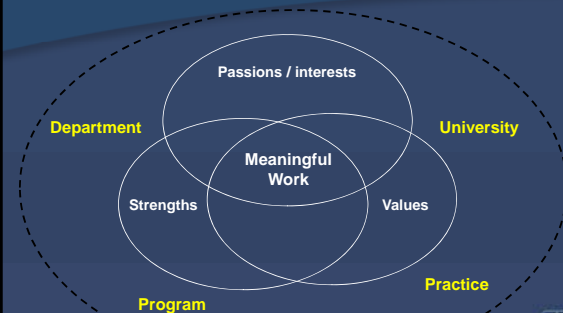 Passions / interests
Department
University
Meaningful
Work
Strengths
Values
Practice
Program